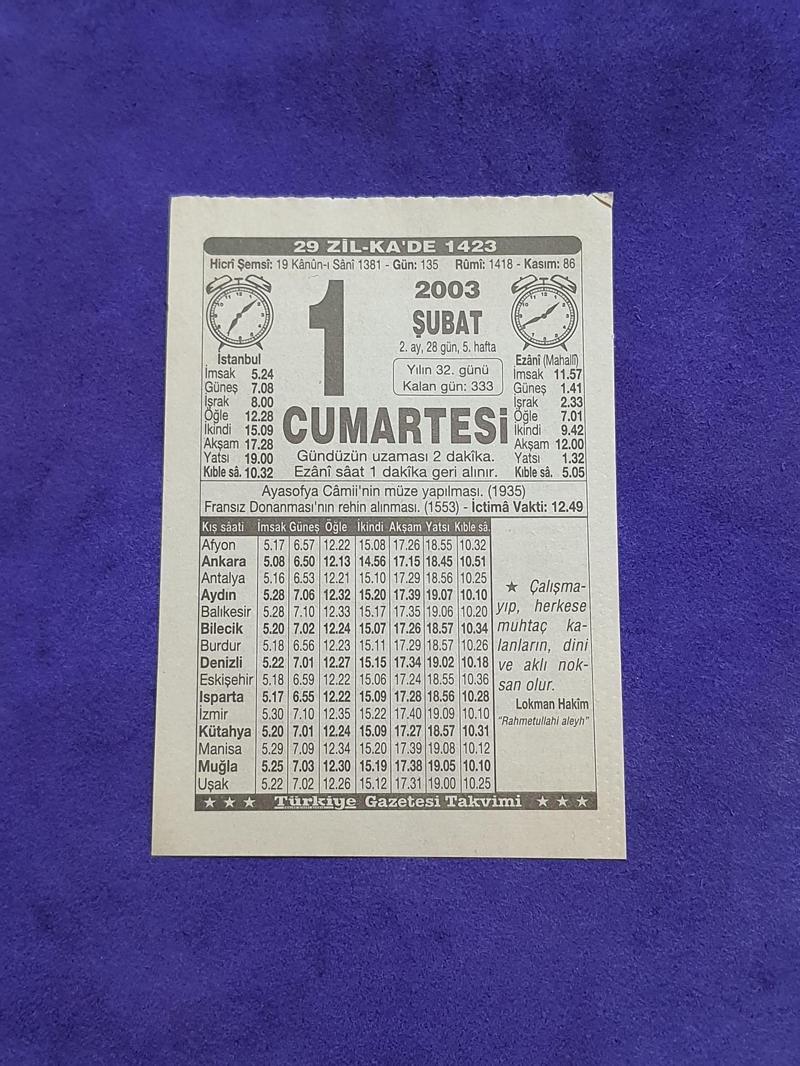 29 ZİL-KA'DE 1423
Hicrî Şemsî: 19 Kânûn-ı Sânî 1381 - Gün: 135 Rûmî: 1418 - Kasım: 86
1
2003
ŞUBAT
2. ay, 28 gün, 5. hafta
Yılın 32. günü
Kalan gün: 333
CUMARTESİ
Gündüzün uzaması 2 dakîka.
Ezânî sâat 1 dakîka geri alınır.
İstanbul
İmsak 5.24
Güneş 7.08
İşrak 8.00
Öğle 12.28
İkindi 15.09
Akşam 17.28
Yatsı 19.00
Kıble sâ. 10.32
Ezânî (Mahallî)
İmsak 11.57
Güneş 1.41
İşrak 2.33
Öğle 7.01
İkindi 9.42
Akşam 12.00
Yatsı 1.32
Kıble sâ. 5.05
Ayasofya Câmii'nin müze yapılması. (1935)
Fransız Donanması'nın rehin alınması. (1553) - İctimâ Vakti: 12.49
Kış sâati İmsak Güneş Öğle İkindi Akşam Yatsı Kıble sâ.
Afyon 5.17 6.57 12.22 15.08 17.26 18.55 10.32
Ankara 5.08 6.50 12.13 14.56 17.15 18.45 10.51
Antalya 5.16 6.53 12.21 15.10 17.29 18.56 10.25
Aydın 5.28 7.06 12.32 15.20 17.39 19.07 10.10
Balıkesir 5.28 7.10 12.33 15.17 17.35 19.06 10.20
Bilecik 5.20 7.02 12.24 15.07 17.26 18.57 10.34
Burdur 5.18 6.56 12.23 15.11 17.29 18.57 10.26
Denizli 5.22 7.01 12.27 15.15 17.34 19.02 10.18
Eskişehir 5.18 6.59 12.22 15.06 17.24 18.55 10.36
Isparta 5.17 6.55 12.22 15.09 17.28 18.56 10.28
İzmir 5.30 7.10 12.35 15.22 17.40 19.09 10.10
Kütahya 5.20 7.01 12.24 15.09 17.27 18.57 10.31
Manisa 5.29 7.09 12.34 15.20 17.39 19.08 10.12
Muğla 5.25 7.03 12.30 15.19 17.38 19.05 10.10
Uşak 5.22 7.02 12.26 15.12 17.31 19.00 10.25
★ Çalışma-
yıp, herkese
muhtaç ka-
lanların, dini
ve aklı nok-
san olur.
Lokman Hakîm
"Rahmetullahi aleyh"
★ ★ ★ Türkiye Gazetesi Takvimi ★ ★ ★